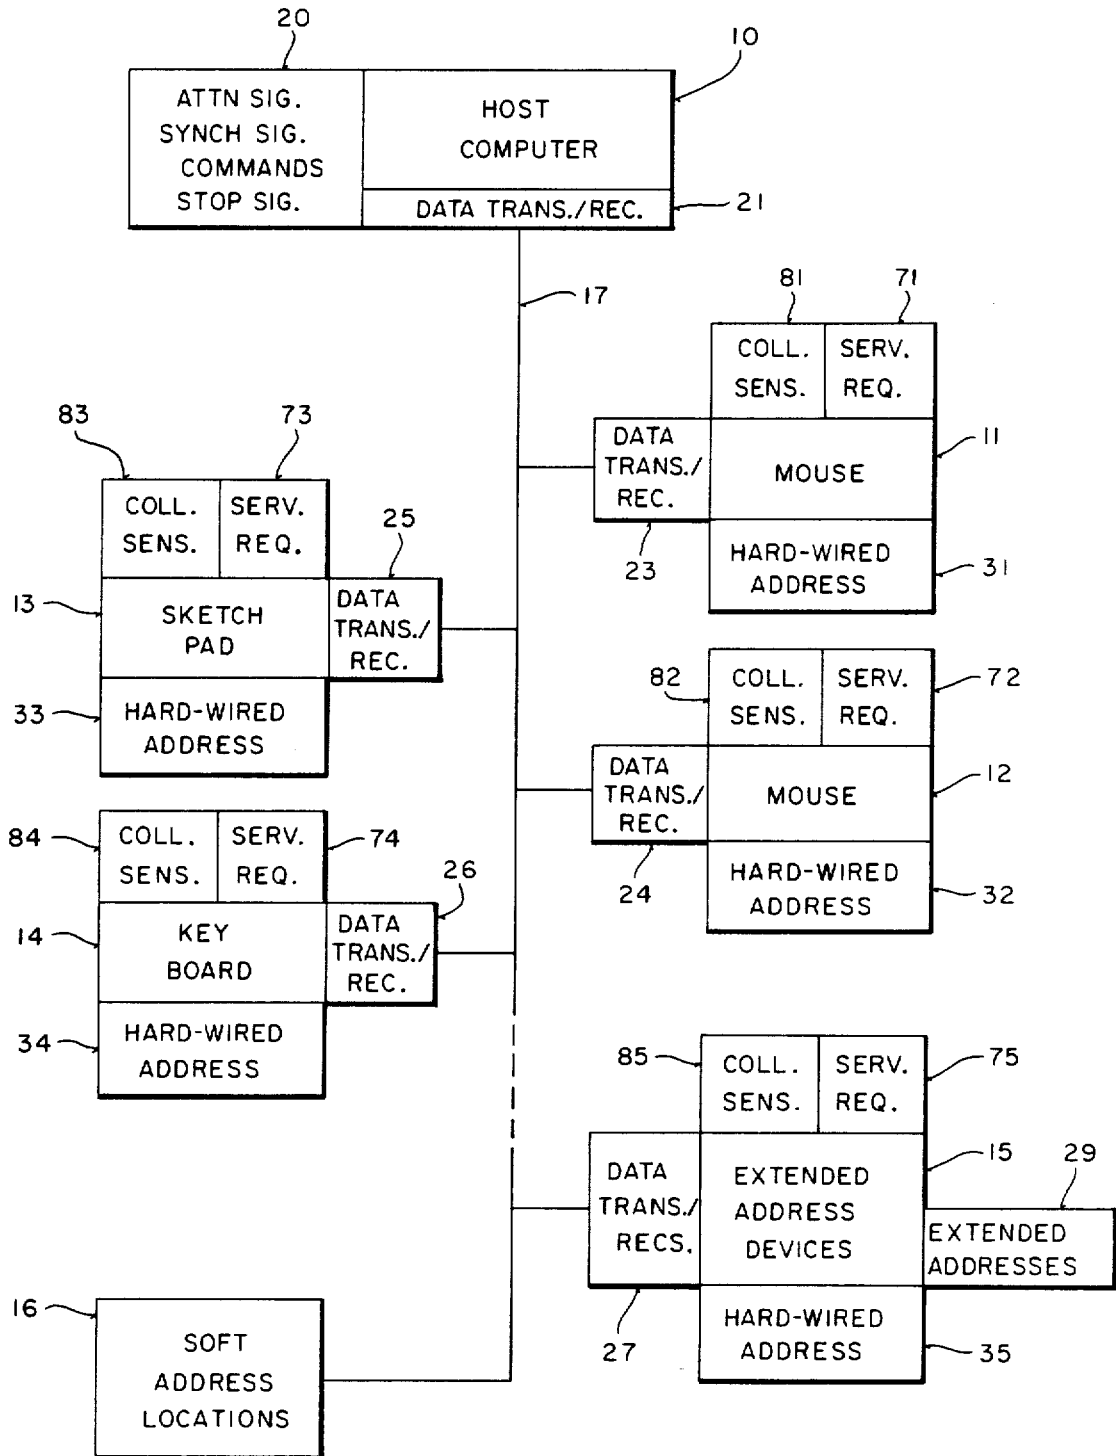 20
10
ATTN SIG.
SYNCH SIG.
COMMANDS
STOP SIG.
HOST
COMPUTER
DATA TRANS./REC.
21
17
81
71
COLL.
SENS.
SERV.
REQ.
DATA
TRANS./
REC.
MOUSE
11
HARD-WIRED
ADDRESS
23
31
83
73
COLL.
SENS.
SERV.
REQ.
25
13
SKETCH
PAD
DATA
TRANS./
REC.
33
HARD-WIRED
ADDRESS
82
COLL.
SENS.
SERV.
REQ.
72
DATA
TRANS./
REC.
MOUSE
12
24
HARD-WIRED
ADDRESS
32
84
COLL.
SENS.
SERV.
REQ.
74
26
14
KEY
BOARD
DATA
TRANS./
REC.
34
HARD-WIRED
ADDRESS
85
COLL.
SENS.
SERV.
REQ.
75
DATA
TRANS./
RECS.
EXTENDED
ADDRESS
DEVICES
15
29
EXTENDED
ADDRESSES
27
HARD-WIRED
ADDRESS
35
16
SOFT
ADDRESS
LOCATIONS